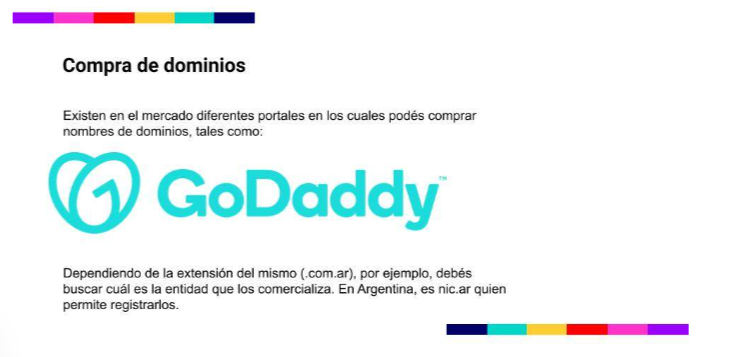 Compra de dominios
Existen en el mercado diferentes portales en los cuales podés comprar
nombres de dominios, tales como:
GoDaddy™
Dependiendo de la extensión del mismo (.com.ar), por ejemplo, debés
buscar cuál es la entidad que los comercializa. En Argentina, es nic.ar quien
permite registrarlos.